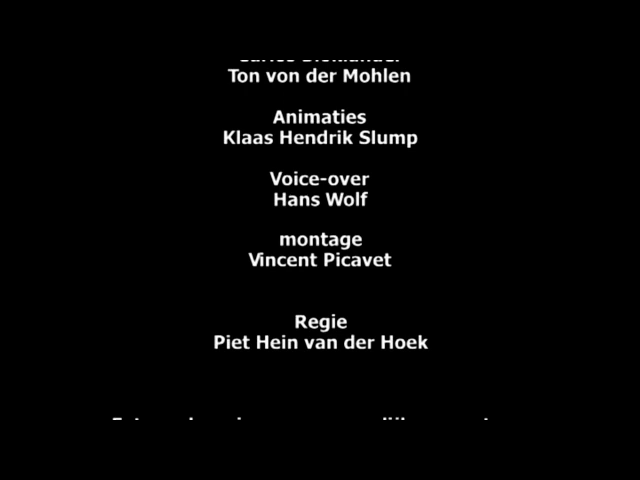 Ton von der Mohlen
Animaties
Klaas Hendrik Slump
Voice-over
Hans Wolf
montage
Vincent Picavet
Regie
Piet Hein van der Hoek